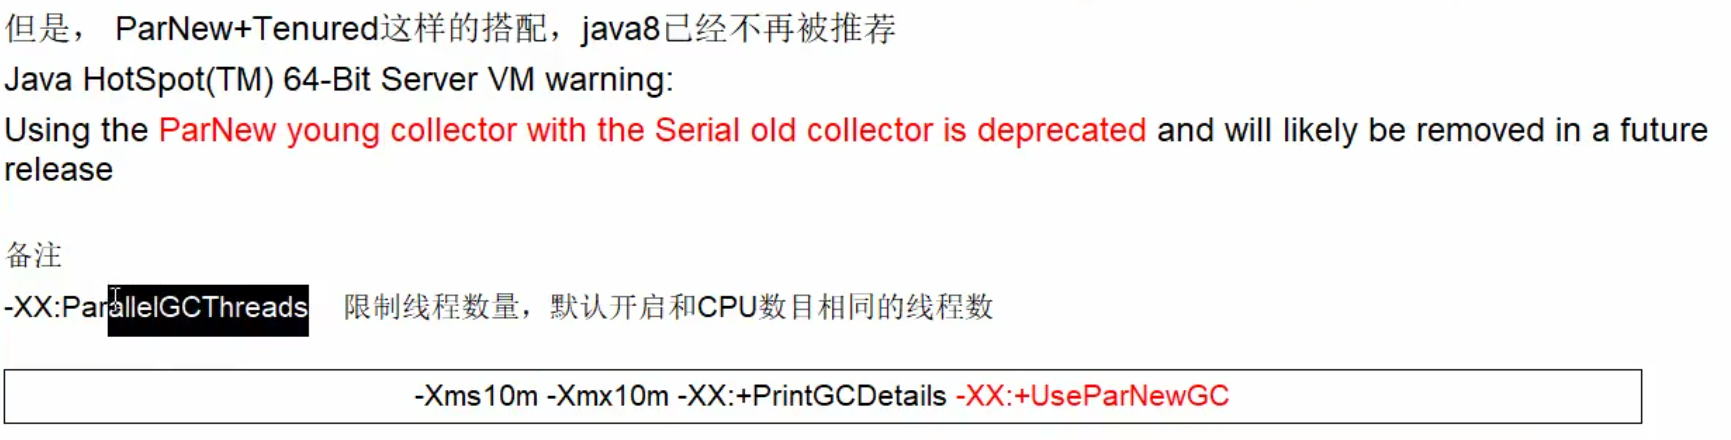 但是， ParNew+Tenured这样的搭配，java8已经不再被推荐
Java HotSpot(TM) 64-Bit Server VM warning:
Using the ParNew young collector with the Serial old collector is deprecated and will likely be removed in a future
release
备注
-XX:ParallelGCThreads 限制线程数量，默认开启和CPU数目相同的线程数
-Xms10m -Xmx10m -XX:+PrintGCDetails -XX:+UseParNewGC